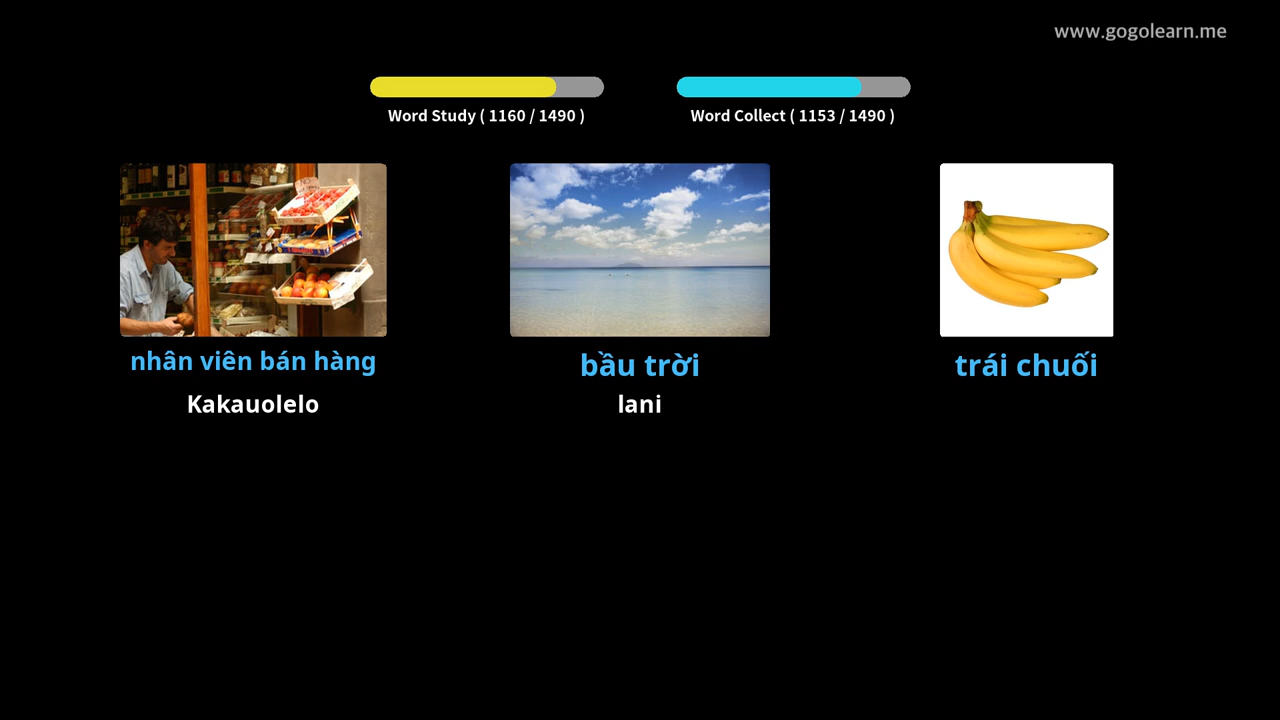 www.gogolearn.me
Word Study ( 1160 / 1490 )
Word Collect ( 1153 / 1490 )
nhân viên bán hàng
bầu trời
trái chuối
Kakauolelo
lani